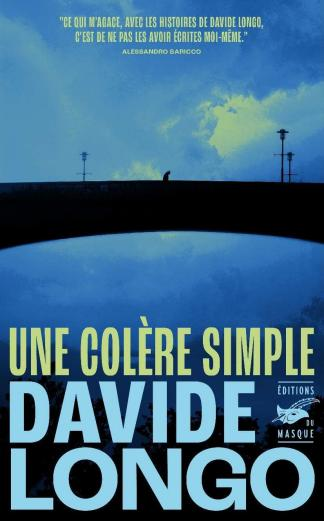 "CE QUI M'AGACE, AVEC LES HISTOIRES DE DAVIDE LONGO,
C'EST DE NE PAS LES AVOIR ÉCRITES MOI-MÊME."
ALESSANDRO BARICCO
UNE COLÈRE SIMPLE
DAVIDE
LONGO
ÉDITIONS
DU
MASQUE